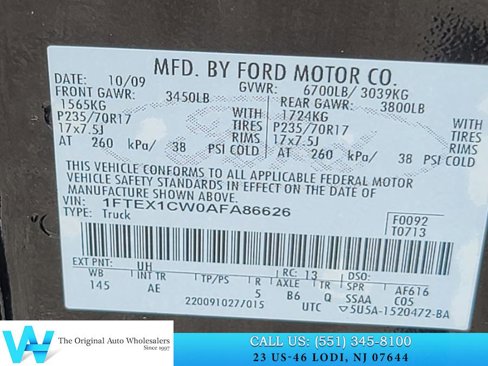 MFD. BY FORD MOTOR CO.
DATE: 10/09 GVWR: 6700LB/ 3039KG
FRONT GAWR: 3450LB REAR GAWR: 3800LB
1565KG WITH 1724KG WITH
P235/70R17 TIRES P235/70R17 TIRES
17x7.5J RIMS 17x7.5J RIMS
AT 260 kPa/ 38 PSI COLD AT 260 kPa/ 38 PSI COLD
THIS VEHICLE CONFORMS TO ALL APPLICABLE FEDERAL MOTOR
VEHICLE SAFETY STANDARDS IN EFFECT ON THE DATE OF
MANUFACTURE SHOWN ABOVE.
VIN: 1FTEX1CW0AFA86626
TYPE: Truck
F0092
T0713
EXT PNT: UH RC: 13 DSO:
WB INT TR TP/PS R AXLE TR SPR AF616
145 AE 5 B6 Q SSAA C05
220091027/015 UTC 5U5A-1520472-BA
W
The Original Auto Wholesalers
Since 1997
CALL US: (551) 345-8100
23 US-46 LODI, NJ 07644